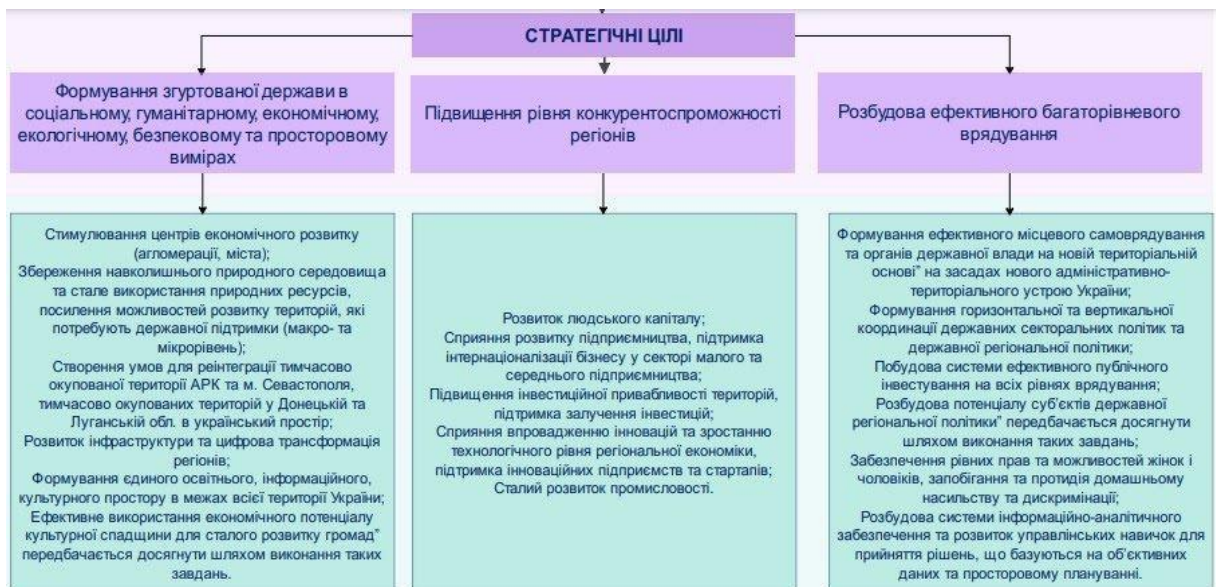 СТРАТЕГІЧНІ ЦІЛІ
Формування згуртованої держави в
соціальному, гуманітарному, економічному,
екологічному, безпековому та просторовому
вимірах
Підвищення рівня конкурентоспроможності
регіонів
Розбудова ефективного багаторівневого
врядування
Стимулювання центрів економічного розвитку
(агломерації, міста);
Збереження навколишнього природного середовища
та стале використання природних ресурсів,
посилення можливостей розвитку територій, які
потребують державної підтримки (макро- та
мікрорівень);
Створення умов для реінтеграції тимчасово
окупованої території АРК та м. Севастополя,
тимчасово окупованих територій у Донецькій та
Луганській обл. в український простір;
Розвиток інфраструктури та цифрова трансформація
регіонів;
Формування єдиного освітнього, інформаційного,
культурного простору в межах всієї території України;
Ефективне використання економічного потенціалу
культурної спадщини для сталого розвитку громад”
передбачається досягнути шляхом виконання таких
завдань.
Розвиток людського капіталу;
Сприяння розвитку підприємництва, підтримка
інтернаціоналізації бізнесу у секторі малого та
середнього підприємництва;
Підвищення інвестиційної привабливості територій,
підтримка залучення інвестицій;
Сприяння впровадженню інновацій та зростанню
технологічного рівня регіональної економіки,
підтримка інноваційних підприємств та стартапів;
Сталий розвиток промисловості.
Формування ефективного місцевого самоврядування
та органів державної влади на новій територіальній
основі” на засадах нового адміністративно-
територіального устрою України;
Формування горизонтальної та вертикальної
координації державних секторальних політик та
державної регіональної політики;
Побудова системи ефективного публічного
інвестування на всіх рівнях врядування;
Розбудова потенціалу суб’єктів державної
регіональної політики” передбачається досягнути
шляхом виконання таких завдань;
Забезпечення рівних прав та можливостей жінок і
чоловіків, запобігання та протидія домашньому
насильству та дискримінації;
Розбудова системи інформаційно-аналітичного
забезпечення та розвиток управлінських навичок для
прийняття рішень, що базуються на об’єктивних
даних та просторовому плануванні.